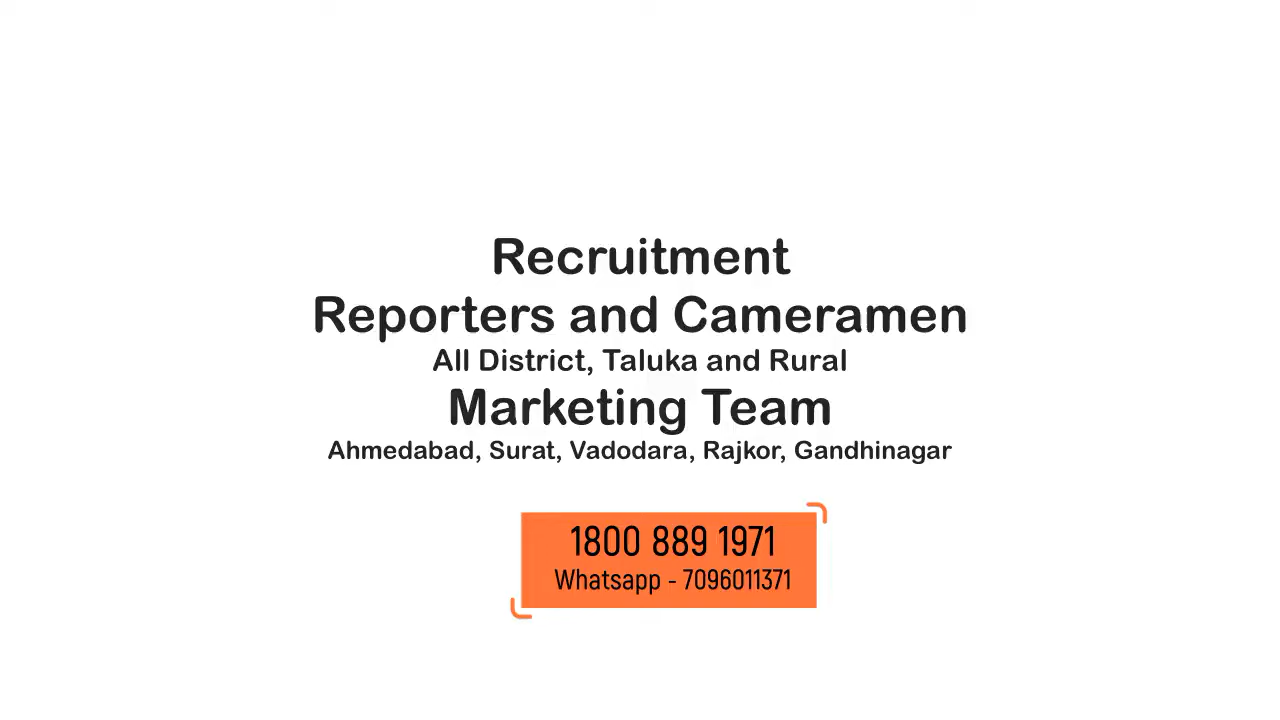 Recruitment
Reporters and Cameramen
All District, Taluka and Rural
Marketing Team
Ahmedabad, Surat, Vadodara, Rajkor, Gandhinagar
1800 889 1971
Whatsapp - 7096011371